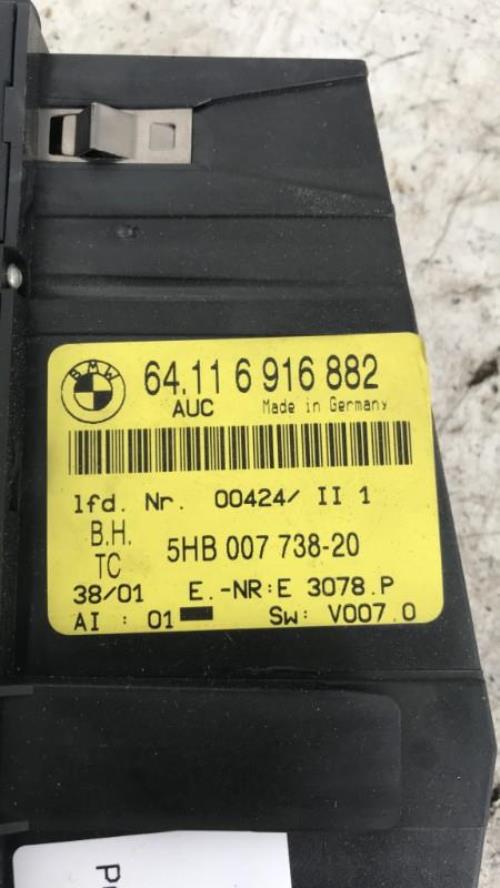 BMW
64.11 6 916 882
AUC Made in Germany
lfd. Nr. 00424/ II 1
B.H.
TC 5HB 007 738-20
38/01 E.-NR:E 3078.P
AI : 01 Sw: V007.0